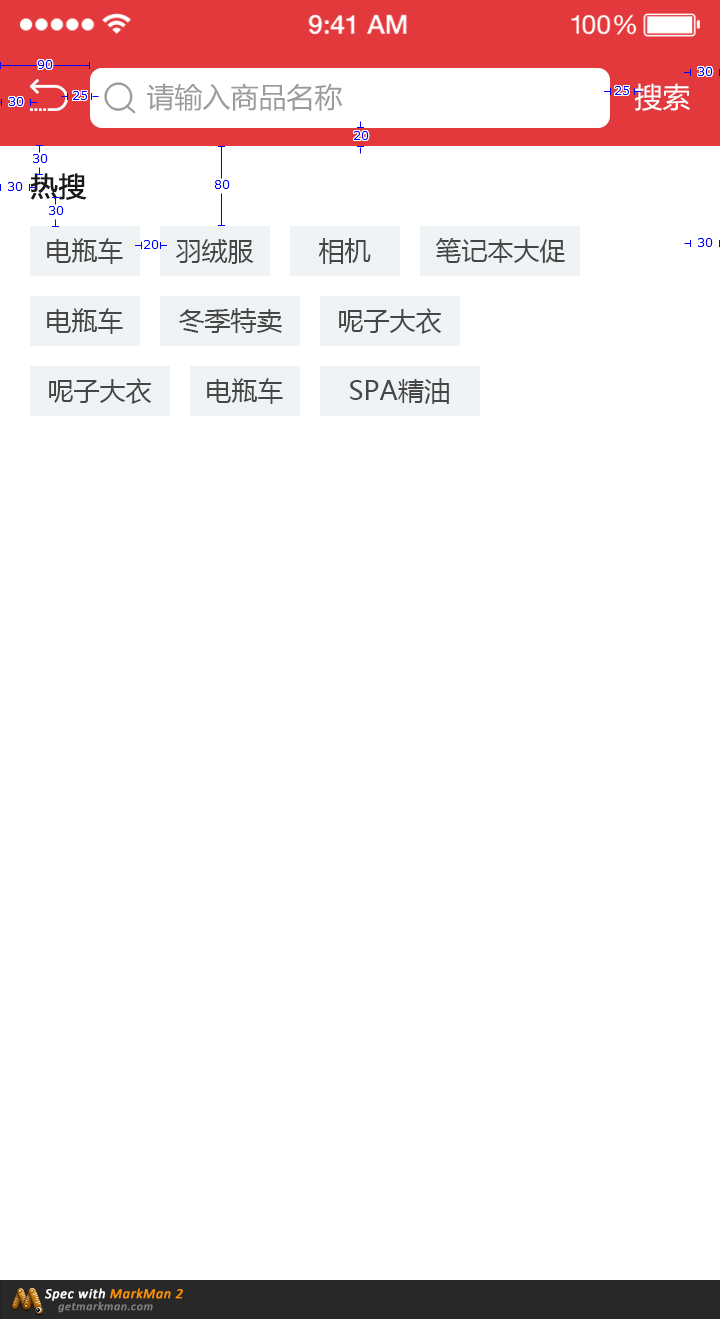 9:41 AM 100%
90 30
30 25 请输入商品名称 25 搜索
20
30
30 热搜 80
30
电瓶车 20 羽绒服 相机 笔记本大促 30
电瓶车 冬季特卖 呢子大衣
呢子大衣 电瓶车 SPA精油
Spec with MarkMan 2
getmarkman.com